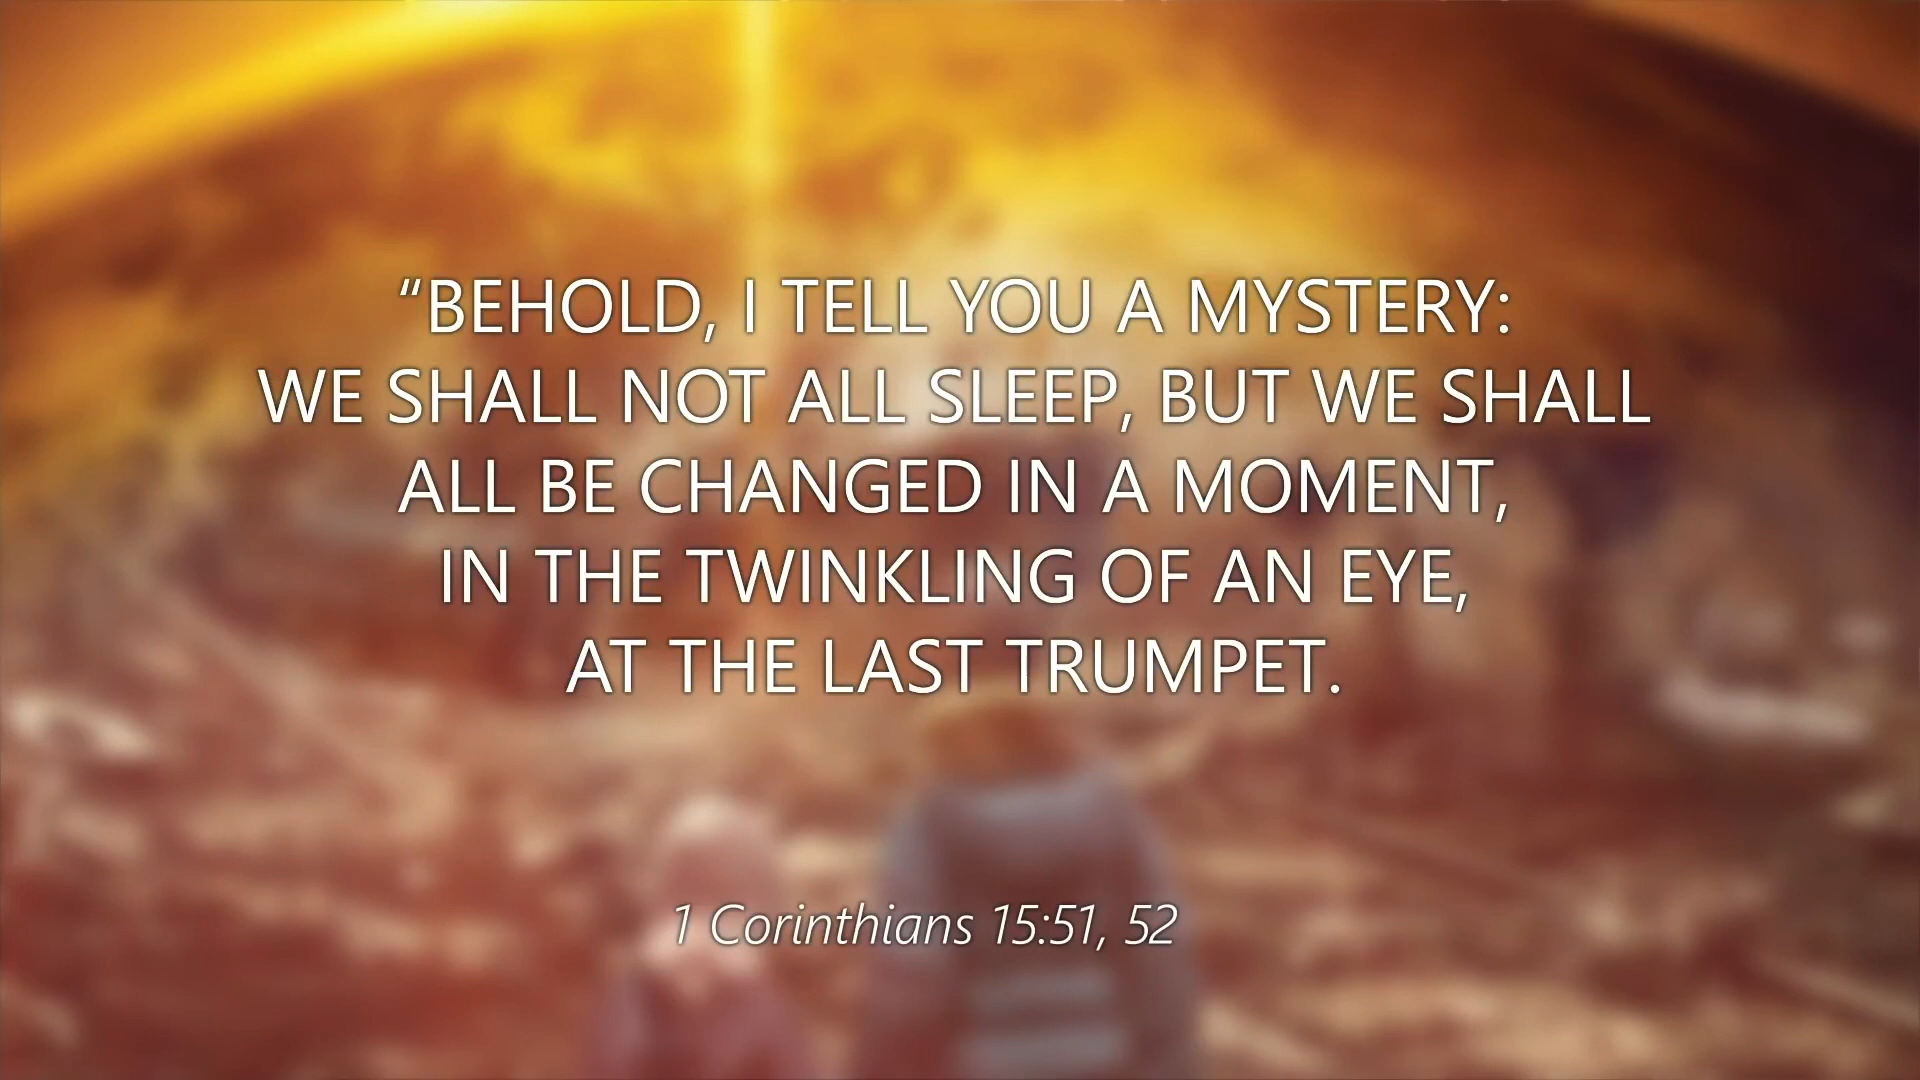 “BEHOLD, I TELL YOU A MYSTERY:
WE SHALL NOT ALL SLEEP, BUT WE SHALL
ALL BE CHANGED IN A MOMENT,
IN THE TWINKLING OF AN EYE,
AT THE LAST TRUMPET.
1 Corinthians 15:51, 52